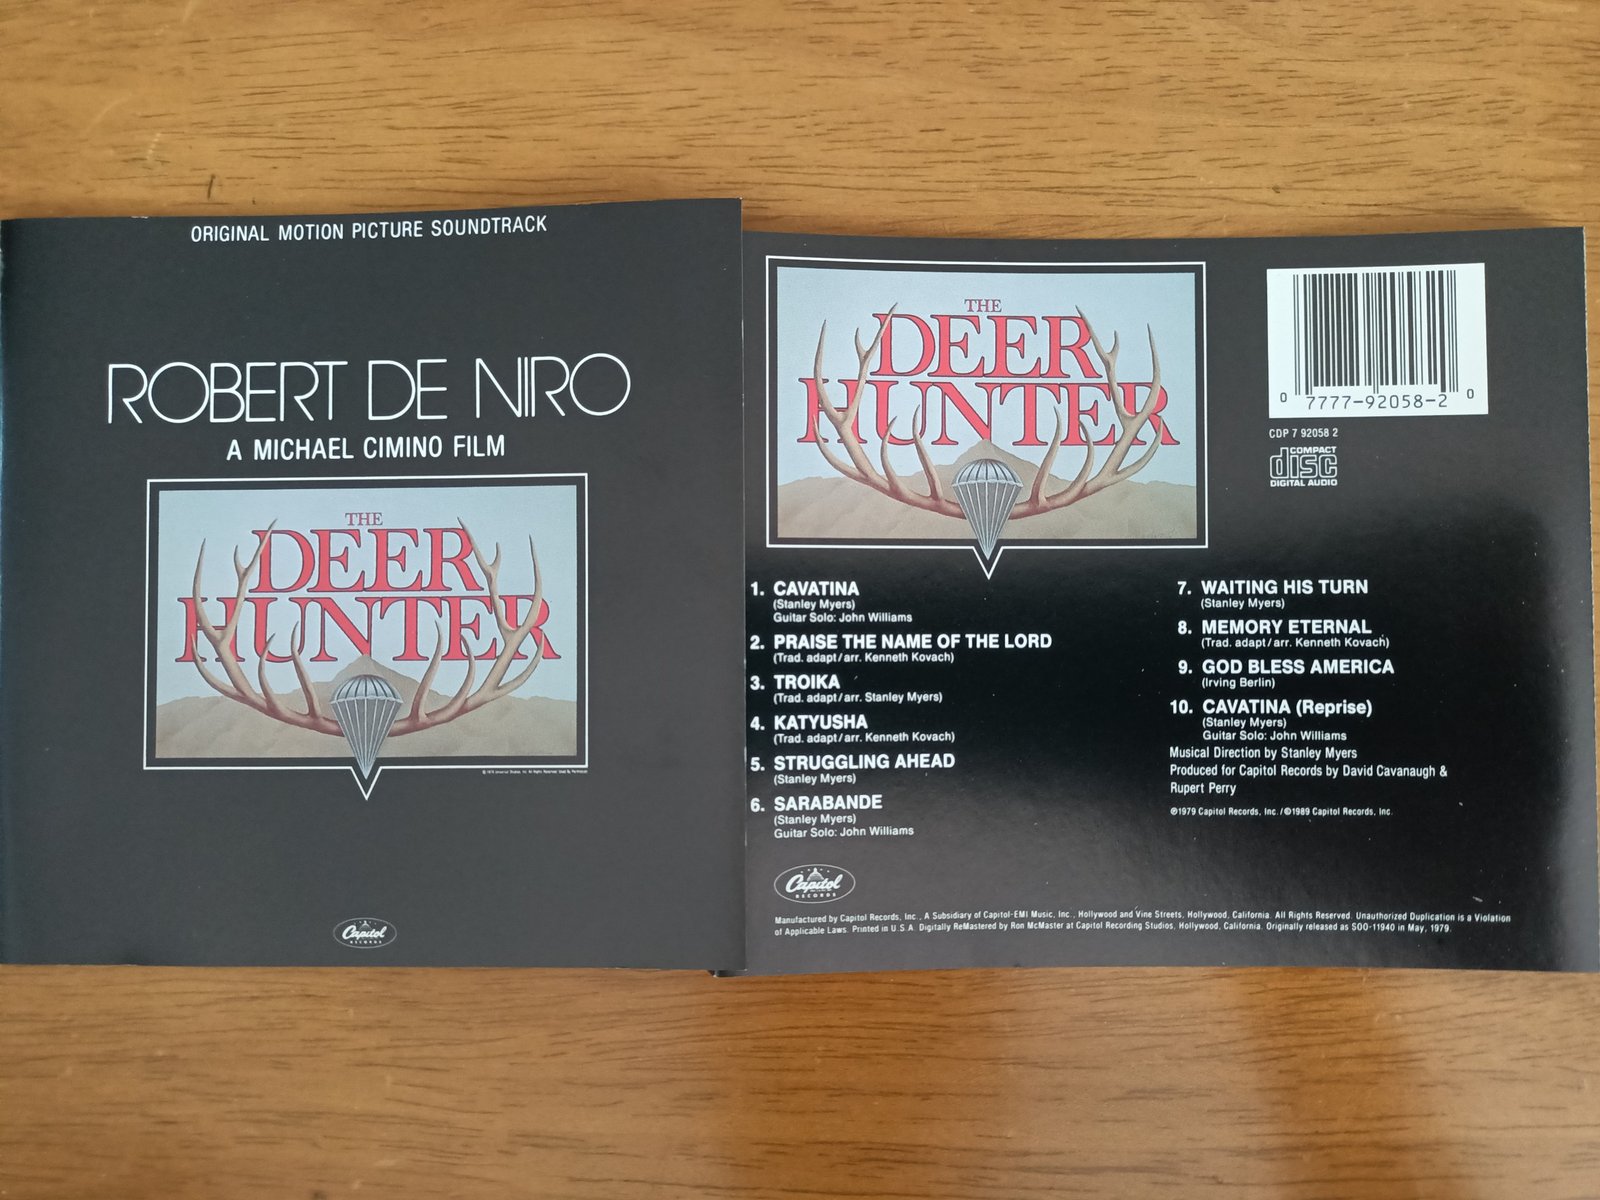 ORIGINAL MOTION PICTURE SOUNDTRACK
ROBERT DE NIRO
A MICHAEL CIMINO FILM
THE
DEER
HUNTER
Capitol
RECORDS
THE
DEER
HUNTER
0 7777-92058-2 0
CDP 7 92058 2
COMPACT
disc
DIGITAL AUDIO
1. CAVATINA
(Stanley Myers)
Guitar Solo: John Williams
2. PRAISE THE NAME OF THE LORD
(Trad. adapt/arr. Kenneth Kovach)
3. TROIKA
(Trad. adapt/arr. Stanley Myers)
4. KATYUSHA
(Trad. adapt/arr. Kenneth Kovach)
5. STRUGGLING AHEAD
(Stanley Myers)
6. SARABANDE
(Stanley Myers)
Guitar Solo: John Williams
7. WAITING HIS TURN
(Stanley Myers)
8. MEMORY ETERNAL
(Trad. adapt/arr. Kenneth Kovach)
9. GOD BLESS AMERICA
(Irving Berlin)
10. CAVATINA (Reprise)
(Stanley Myers)
Guitar Solo: John Williams
Musical Direction by Stanley Myers
Produced for Capitol Records by David Cavanaugh &
Rupert Perry
℗1979 Capitol Records, Inc./©1989 Capitol Records, Inc.
Capitol
RECORDS
Manufactured by Capitol Records, Inc., A Subsidiary of Capitol-EMI Music, Inc., Hollywood and Vine Streets, Hollywood, California. All Rights Reserved. Unauthorized Duplication is a Violation
of Applicable Laws. Printed in U.S.A. Digitally ReMastered by Ron McMaster at Capitol Recording Studios, Hollywood, California. Originally released as SOO-11940 in May, 1979.